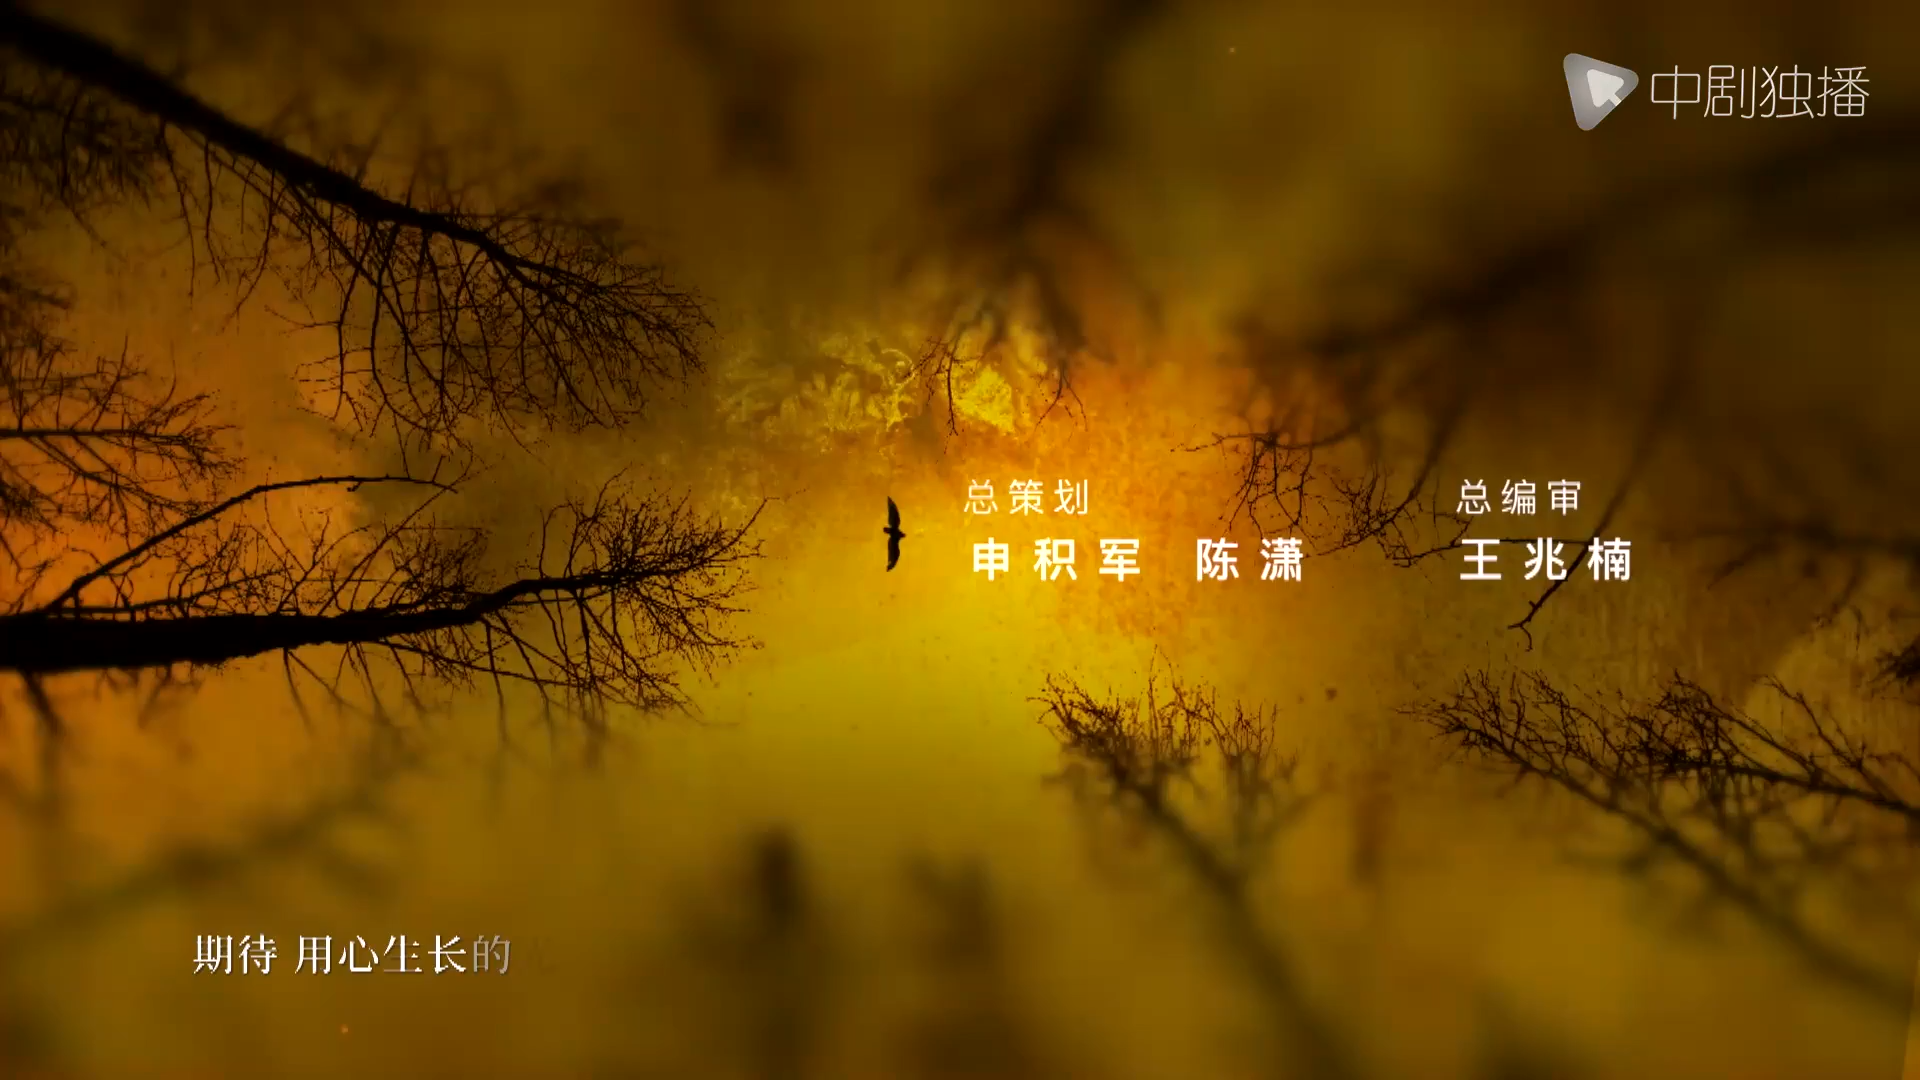 中剧独播
总策划
申积军 陈潇
总编审
王兆楠
期待 用心生长的